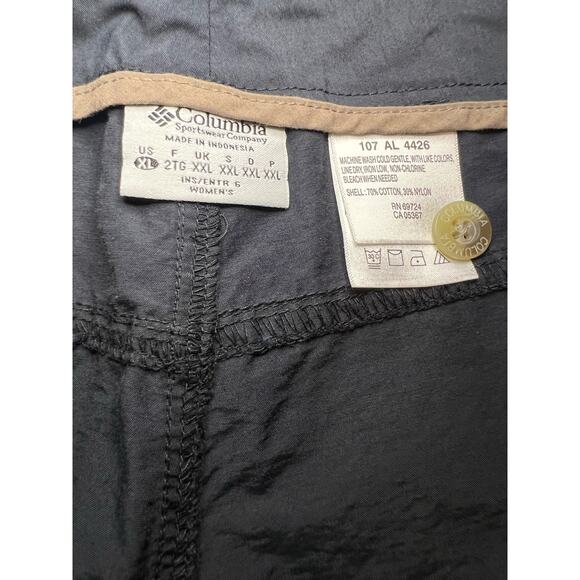 Columbia
Sportswear Company
MADE IN INDONESIA
US F UK S D P
XL 2TG XXL XXL XXL XXL
INS/ENTR 6
WOMEN'S
107 AL 4426
MACHINE WASH COLD GENTLE, WITH LIKE COLORS,
LINE DRY, IRON LOW, NON-CHLORINE
BLEACH WHEN NEEDED
SHELL: 70% COTTON, 30% NYLON
RN 69724
CA 05367
30 C
COLUMBIA
COLUMBIA